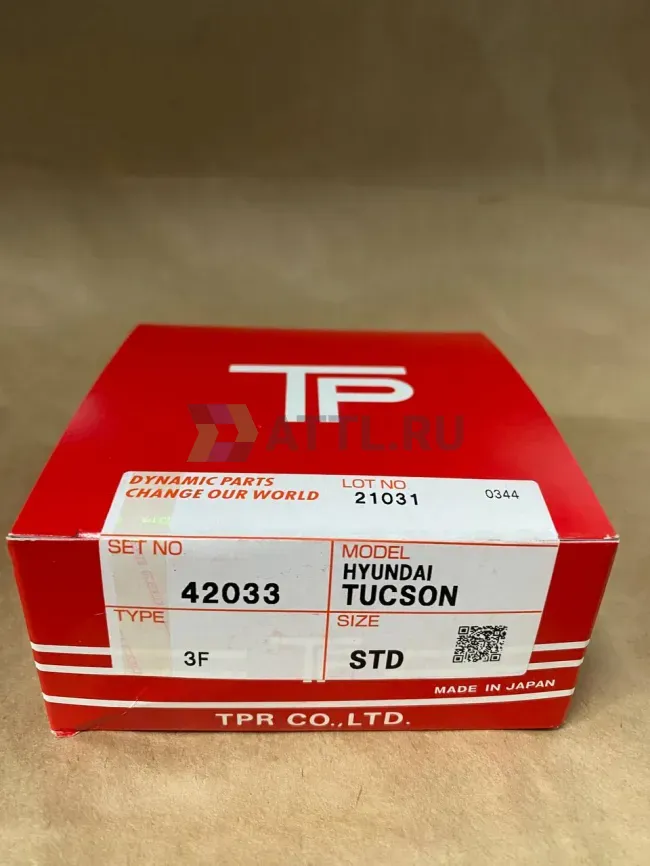 TP
ATTL.RU
DYNAMIC PARTS
CHANGE OUR WORLD
LOT NO
21031
0344
SET NO
42033
MODEL
HYUNDAI
TUCSON
TYPE
3F
SIZE
STD
MADE IN JAPAN
TPR CO.,LTD.